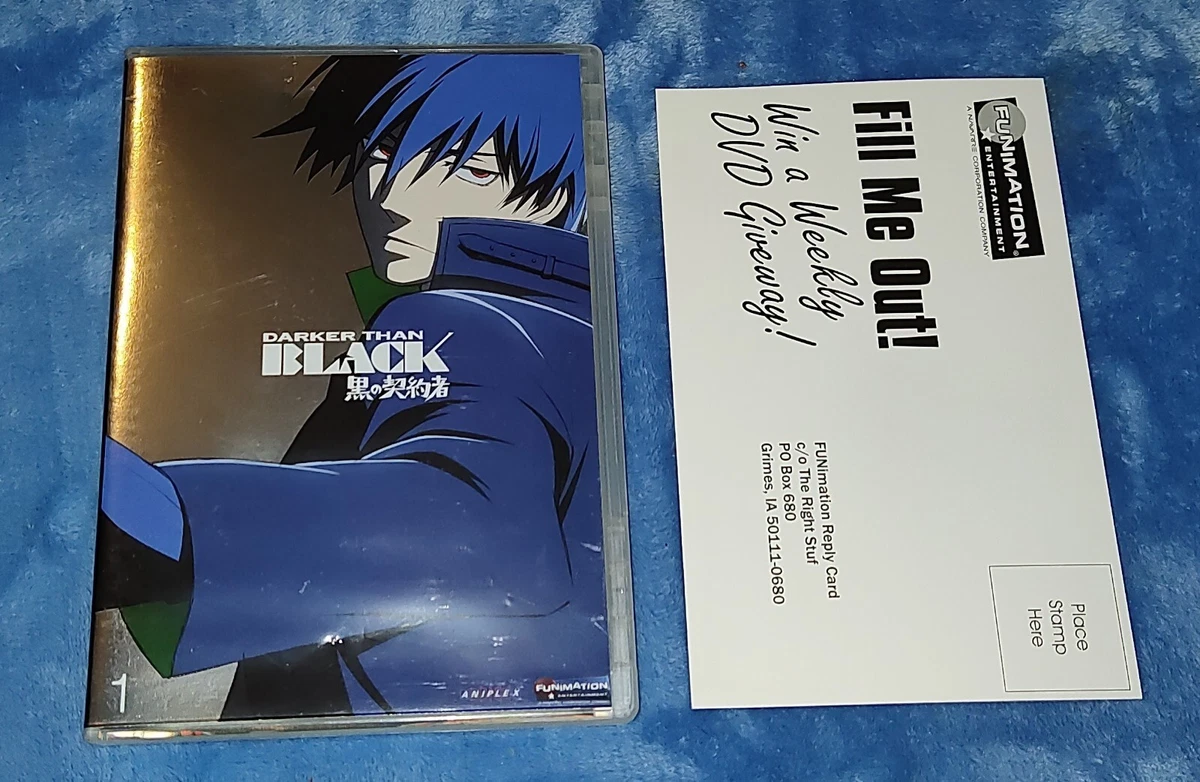 DARKER THAN
BLACK
黒の契約者
1
ANIPLEX
FUNIMATION
ENTERTAINMENT
FUNIMATION®
ENTERTAINMENT
A NAVARRE CORPORATION COMPANY
Fill Me Out!
Win a Weekly
DVD Giveway!
FUNimation Reply Card
c/o The Right Stuf
PO Box 680
Grimes, IA 50111-0680
Place
Stamp
Here